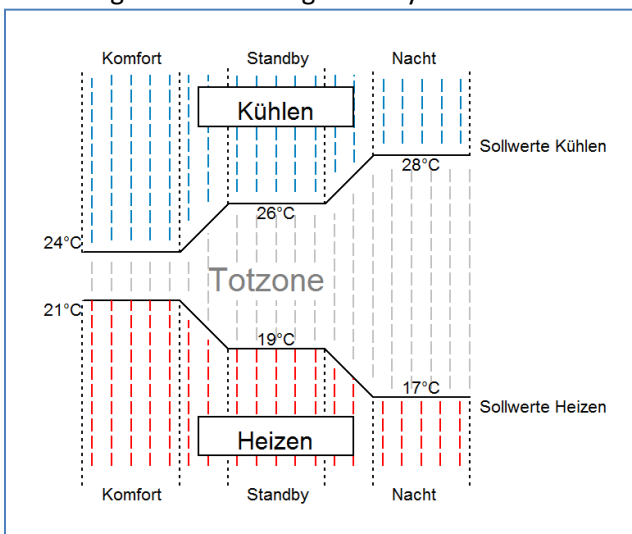 Komfort Standby Nacht
Kühlen
Sollwerte Kühlen
28°C
26°C
24°C
Totzone
21°C
19°C
17°C
Sollwerte Heizen
Heizen
Komfort Standby Nacht